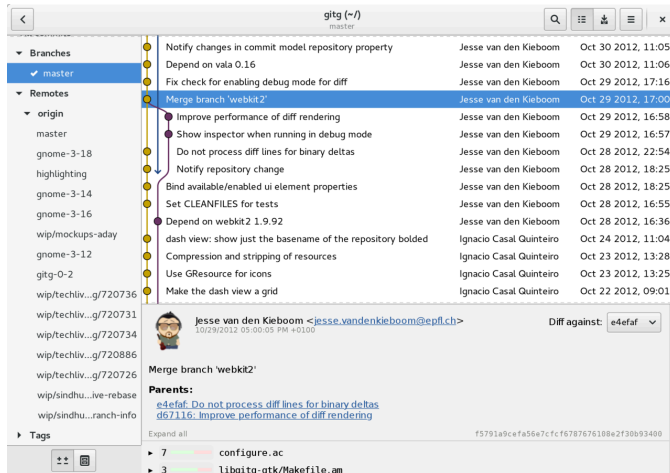 gitg (~/)
master
Branches
master
Remotes
origin
master
gnome-3-18
highlighting
gnome-3-14
gnome-3-16
wip/mockups-aday
gnome-3-12
gitg-0-2
wip/techliv...g/720736
wip/techliv...g/720731
wip/techliv...g/720734
wip/techliv...g/720886
wip/techliv...g/720726
wip/sindhu...ive-rebase
wip/sindhu...ranch-info
Tags
Notify changes in commit model repository property Jesse van den Kieboom Oct 30 2012, 11:05
Depend on vala 0.16 Jesse van den Kieboom Oct 30 2012, 11:06
Fix check for enabling debug mode for diff Jesse van den Kieboom Oct 29 2012, 17:16
Merge branch 'webkit2' Jesse van den Kieboom Oct 29 2012, 17:00
Improve performance of diff rendering Jesse van den Kieboom Oct 29 2012, 16:58
Show inspector when running in debug mode Jesse van den Kieboom Oct 29 2012, 16:57
Do not process diff lines for binary deltas Jesse van den Kieboom Oct 28 2012, 22:54
Notify repository change Jesse van den Kieboom Oct 28 2012, 18:25
Bind available/enabled ui element properties Jesse van den Kieboom Oct 28 2012, 18:25
Set CLEANFILES for tests Jesse van den Kieboom Oct 28 2012, 16:55
Depend on webkit2 1.9.92 Jesse van den Kieboom Oct 28 2012, 16:36
dash view: show just the basename of the repository bolded Ignacio Casal Quinteiro Oct 24 2012, 11:04
Compression and stripping of resources Ignacio Casal Quinteiro Oct 23 2012, 13:28
Use GResource for icons Ignacio Casal Quinteiro Oct 23 2012, 13:25
Make the dash view a grid Ignacio Casal Quinteiro Oct 22 2012, 09:01
Jesse van den Kieboom <jesse.vandenkieboom@epfl.ch> Diff against: e4efaf
10/29/2012 05:00:05 PM +0100
Merge branch 'webkit2'
Parents:
e4efaf: Do not process diff lines for binary deltas
d67116: Improve performance of diff rendering
Expand all f5791a9cefa56e7cfcf6787676108e2f30b93400
7 configure.ac
3 libgitg-gtk/Makefile.am